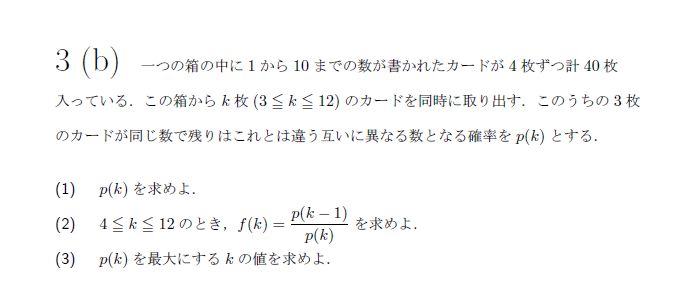 3 (b) 一つの箱の中に 1 から 10 までの数が書かれたカードが 4 枚ずつ計 40 枚
入っている．この箱から k 枚 (3 ≦ k ≦ 12) のカードを同時に取り出す．このうちの 3 枚
のカードが同じ数で残りはこれとは違う互いに異なる数となる確率を p(k) とする．
(1) p(k) を求めよ．
(2) 4 ≦ k ≦ 12 のとき，f(k) = p(k − 1)/p(k) を求めよ．
(3) p(k) を最大にする k の値を求めよ．